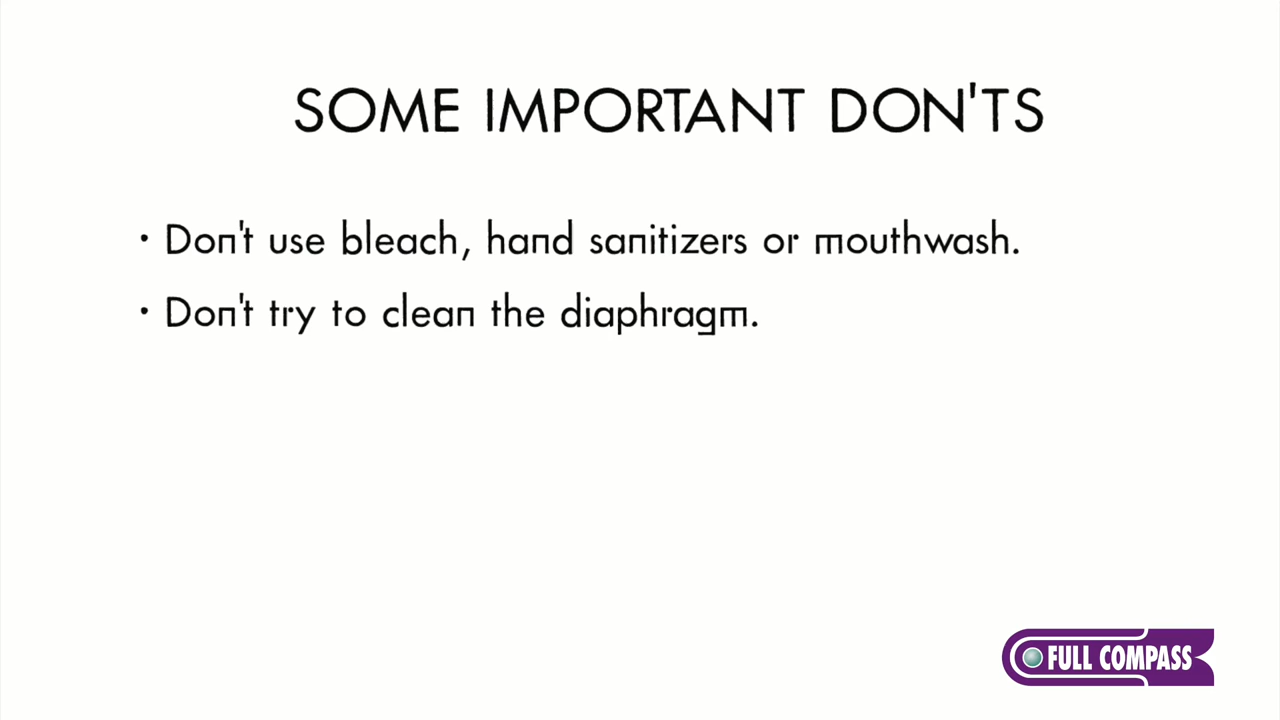 SOME IMPORTANT DON'TS
• Don't use bleach, hand sanitizers or mouthwash.
• Don't try to clean the diaphragm.
FULL COMPASS